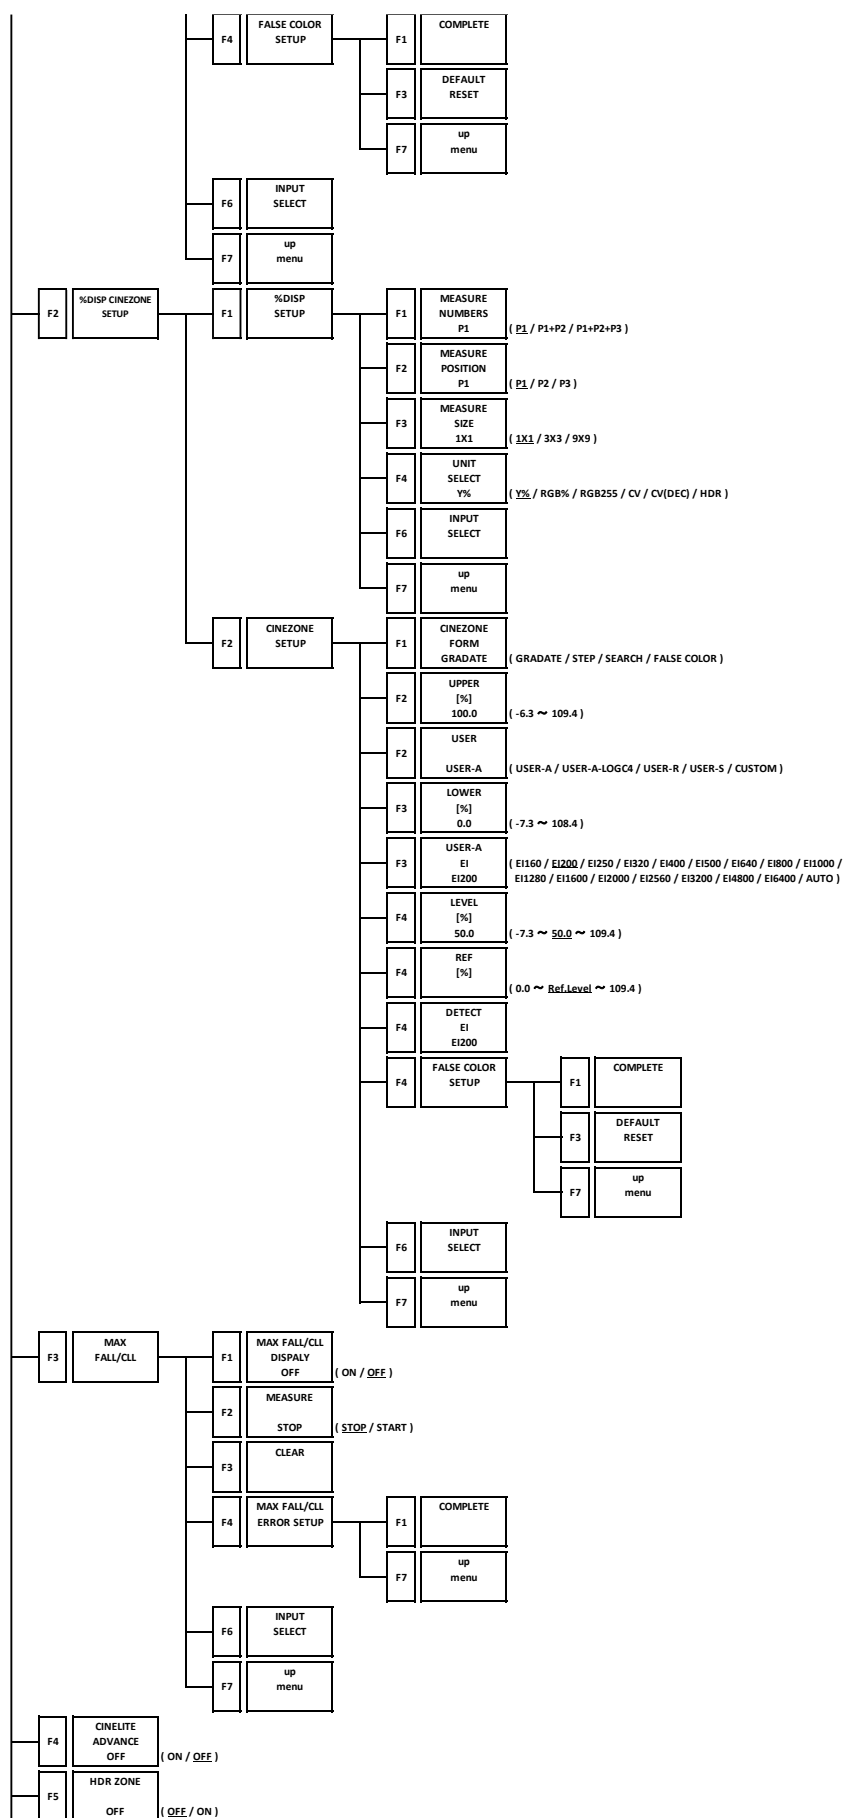 F4
FALSE COLOR
SETUP
F1
COMPLETE
F3
DEFAULT
RESET
F7
up
menu
F6
INPUT
SELECT
F7
up
menu
F2
%DISP CINEZONE
SETUP
F1
%DISP
SETUP
F1
MEASURE
NUMBERS
P1
( P1 / P1+P2 / P1+P2+P3 )
F2
MEASURE
POSITION
P1
( P1 / P2 / P3 )
F3
MEASURE
SIZE
1X1
( 1X1 / 3X3 / 9X9 )
F4
UNIT
SELECT
Y%
( Y% / RGB% / RGB255 / CV / CV(DEC) / HDR )
F6
INPUT
SELECT
F7
up
menu
F2
CINEZONE
SETUP
F1
CINEZONE
FORM
GRADATE
( GRADATE / STEP / SEARCH / FALSE COLOR )
F2
UPPER
[%]
100.0
( -6.3 ~ 109.4 )
F2
USER
USER-A
( USER-A / USER-A-LOGC4 / USER-R / USER-S / CUSTOM )
F3
LOWER
[%]
0.0
( -7.3 ~ 108.4 )
F3
USER-A
EI
EI200
( EI160 / EI200 / EI250 / EI320 / EI400 / EI500 / EI640 / EI800 / EI1000 /
EI1280 / EI1600 / EI2000 / EI2560 / EI3200 / EI4800 / EI6400 / AUTO )
F4
LEVEL
[%]
50.0
( -7.3 ~ 50.0 ~ 109.4 )
F4
REF
[%]
( 0.0 ~ Ref.Level ~ 109.4 )
F4
DETECT
EI
EI200
F4
FALSE COLOR
SETUP
F1
COMPLETE
F3
DEFAULT
RESET
F7
up
menu
F6
INPUT
SELECT
F7
up
menu
F3
MAX
FALL/CLL
F1
MAX FALL/CLL
DISPALY
OFF
( ON / OFF )
F2
MEASURE
STOP
( STOP / START )
F3
CLEAR
F4
MAX FALL/CLL
ERROR SETUP
F1
COMPLETE
F7
up
menu
F6
INPUT
SELECT
F7
up
menu
F4
CINELITE
ADVANCE
OFF
( ON / OFF )
F5
HDR ZONE
OFF
( OFF / ON )